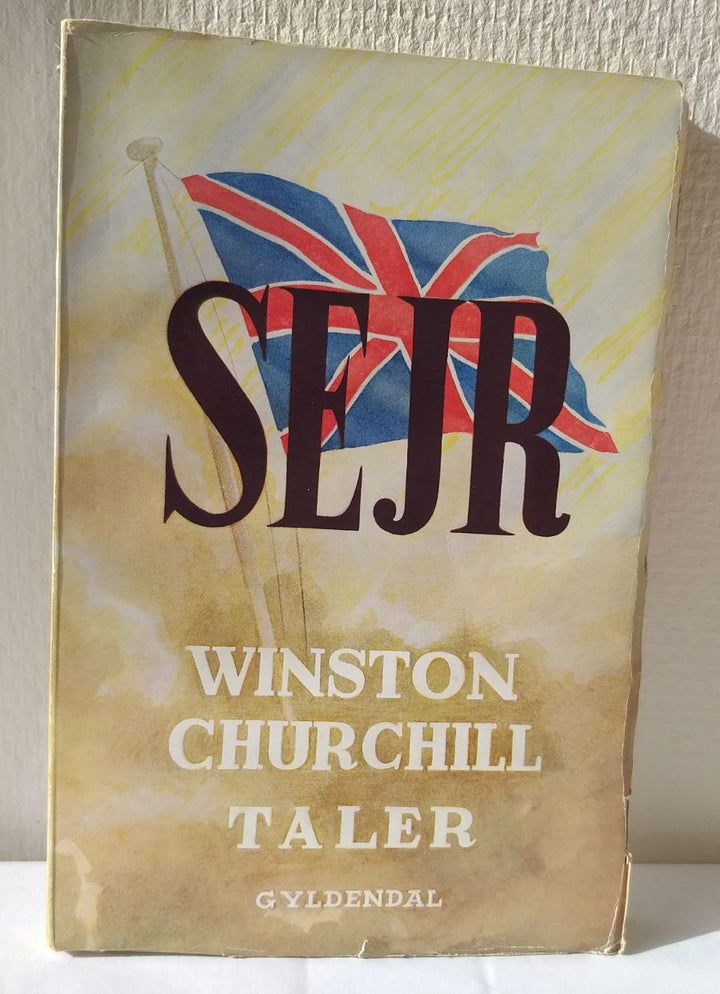 SEJR
WINSTON
CHURCHILL
TALER
GYLDENDAL